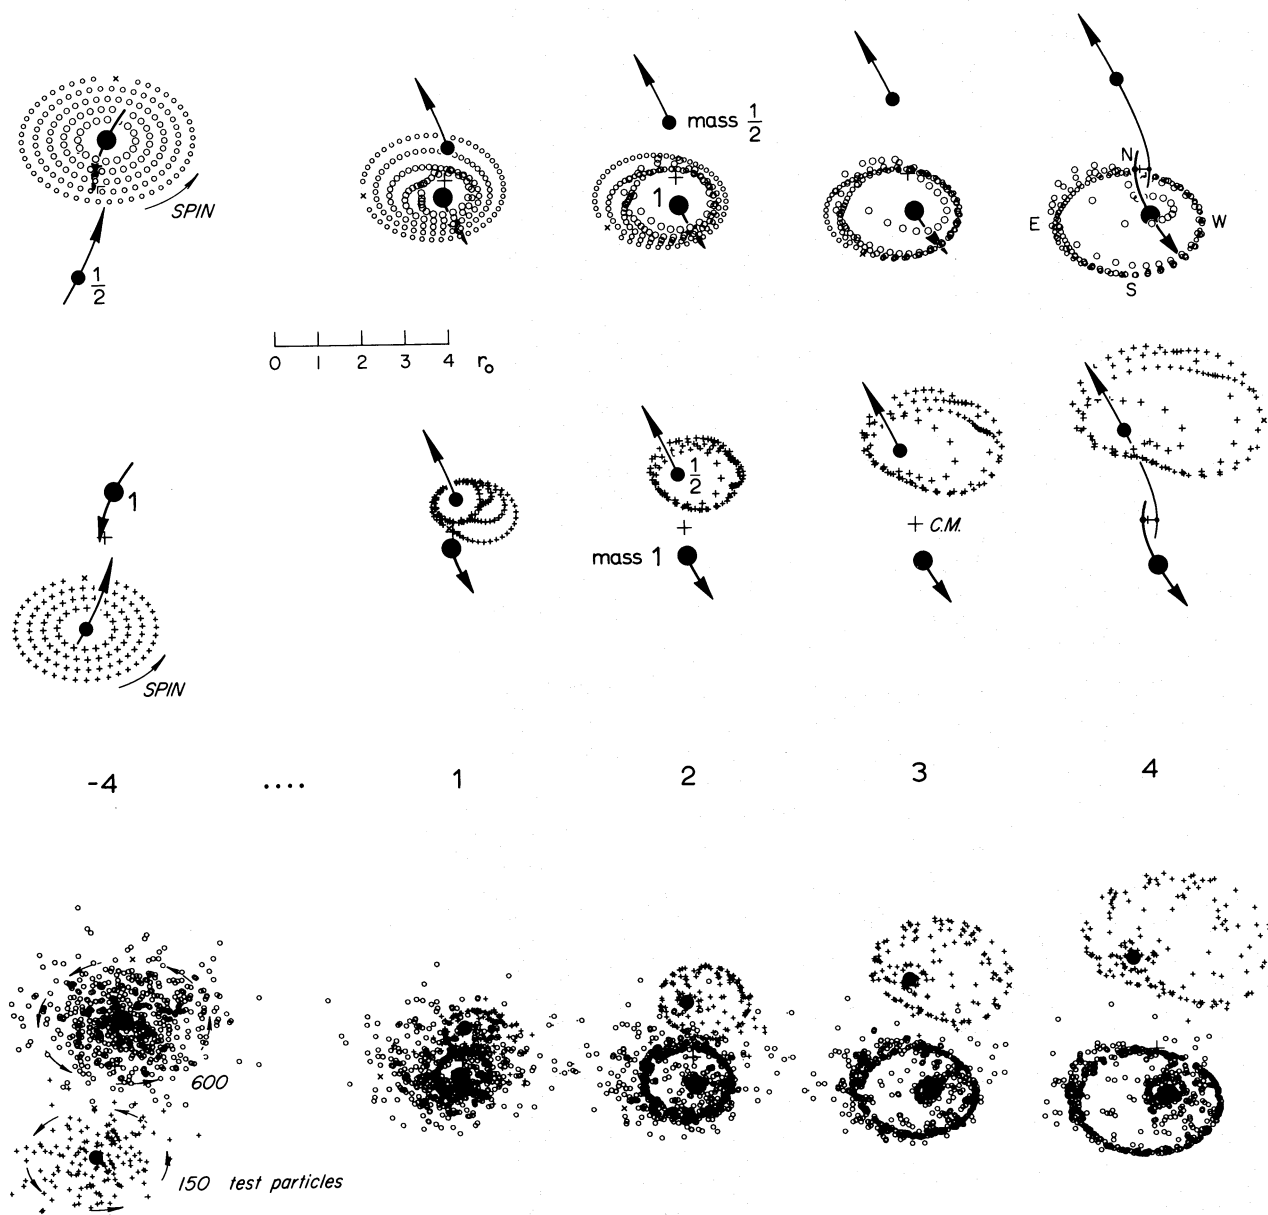 mass 1/2
SPIN
1
N
E
W
S
1/2
0 1 2 3 4 r₀
1
1/2
C.M.
mass 1
SPIN
-4 .... 1 2 3 4
600
150 test particles